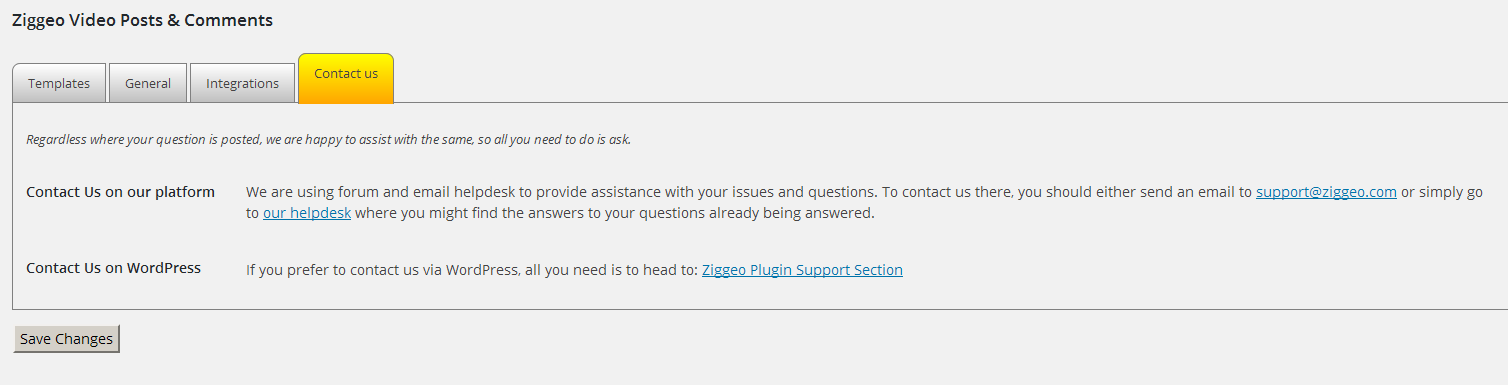 Ziggeo Video Posts & Comments
Templates
General
Integrations
Contact us
Regardless where your question is posted, we are happy to assist with the same, so all you need to do is ask.
Contact Us on our platform
We are using forum and email helpdesk to provide assistance with your issues and questions. To contact us there, you should either send an email to support@ziggeo.com or simply go
to our helpdesk where you might find the answers to your questions already being answered.
Contact Us on WordPress
If you prefer to contact us via WordPress, all you need is to head to: Ziggeo Plugin Support Section
Save Changes